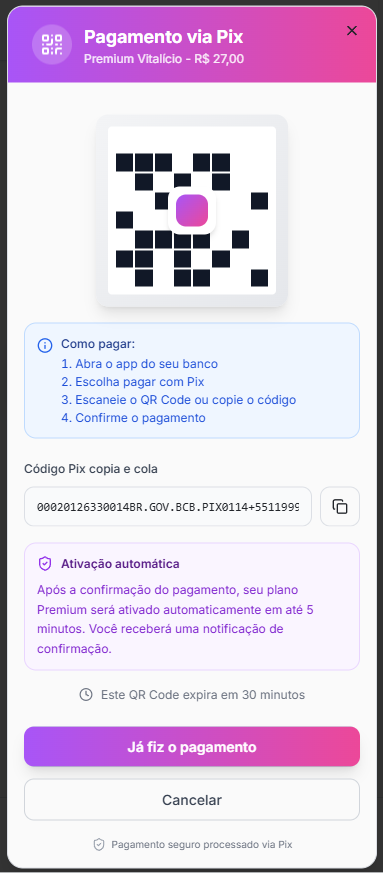 Pagamento via Pix
Premium Vitalício - R$ 27,00
Como pagar:
1. Abra o app do seu banco
2. Escolha pagar com Pix
3. Escaneie o QR Code ou copie o código
4. Confirme o pagamento
Código Pix copia e cola
00020126330014BR.GOV.BCB.PIX0114+5511999
Ativação automática
Após a confirmação do pagamento, seu plano
Premium será ativado automaticamente em até 5
minutos. Você receberá uma notificação de
confirmação.
Este QR Code expira em 30 minutos
Já fiz o pagamento
Cancelar
Pagamento seguro processado via Pix